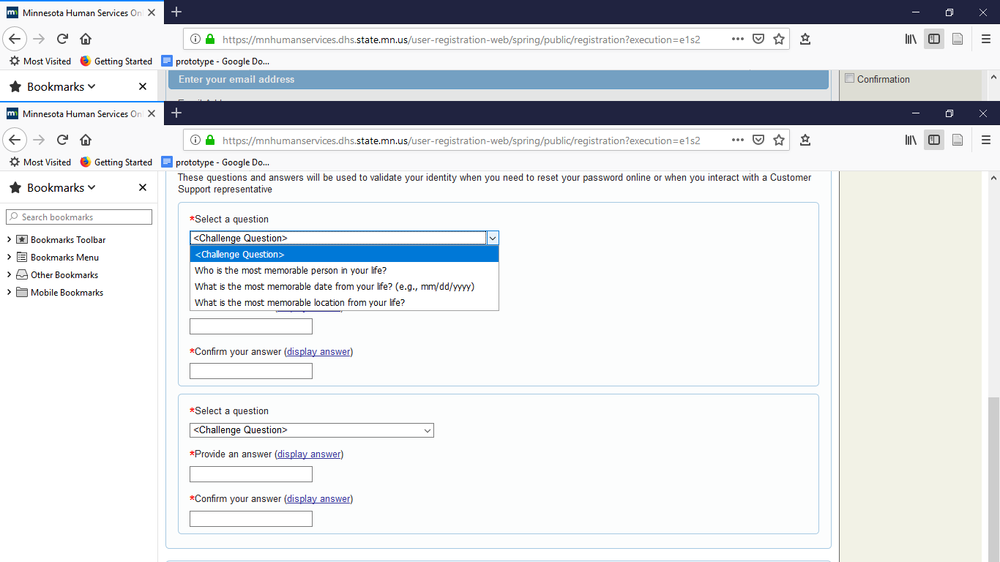 Minnesota Human Services On
https://mnhumanservices.dhs.state.mn.us/user-registration-web/spring/public/registration?execution=e1s2
Most Visited Getting Started prototype - Google Do...
Bookmarks
Enter your email address
Confirmation
Minnesota Human Services On
https://mnhumanservices.dhs.state.mn.us/user-registration-web/spring/public/registration?execution=e1s2
Most Visited Getting Started prototype - Google Do...
Bookmarks
Search bookmarks
Bookmarks Toolbar
Bookmarks Menu
Other Bookmarks
Mobile Bookmarks
These questions and answers will be used to validate your identity when you need to reset your password online or when you interact with a Customer
Support representative
*Select a question
<Challenge Question>
<Challenge Question>
Who is the most memorable person in your life?
What is the most memorable date from your life? (e.g., mm/dd/yyyy)
What is the most memorable location from your life?
*Confirm your answer (display answer)
*Select a question
<Challenge Question>
*Provide an answer (display answer)
*Confirm your answer (display answer)